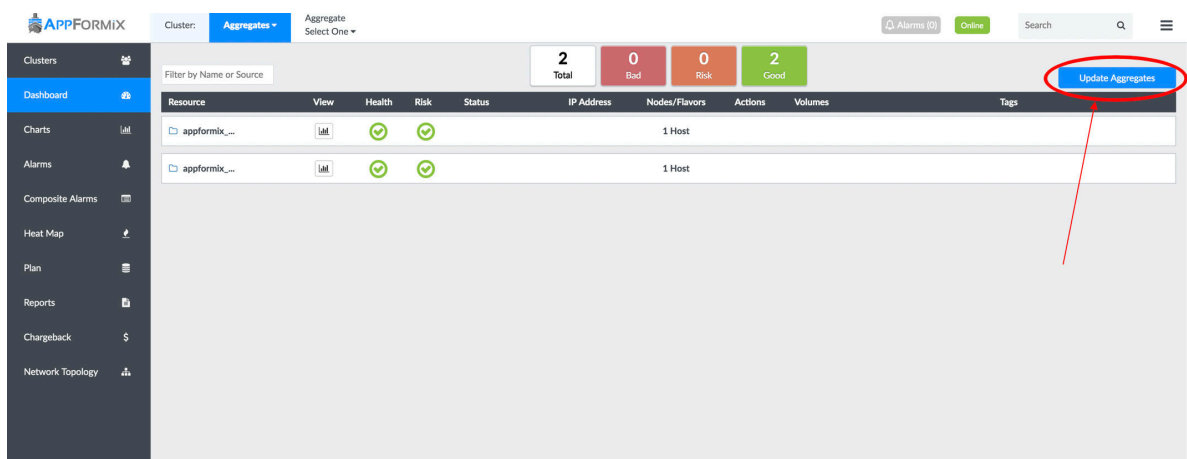 APPFORMIX
Cluster:
Aggregates
Aggregate
Select One
Alarms (0)
Online
Search
Clusters
Dashboard
Charts
Alarms
Composite Alarms
Heat Map
Plan
Reports
Chargeback
Network Topology
Filter by Name or Source
2 Total
0 Bad
0 Risk
2 Good
Update Aggregates
Resource View Health Risk Status IP Address Nodes/Flavors Actions Volumes Tags
appformix_... 1 Host
appformix_... 1 Host